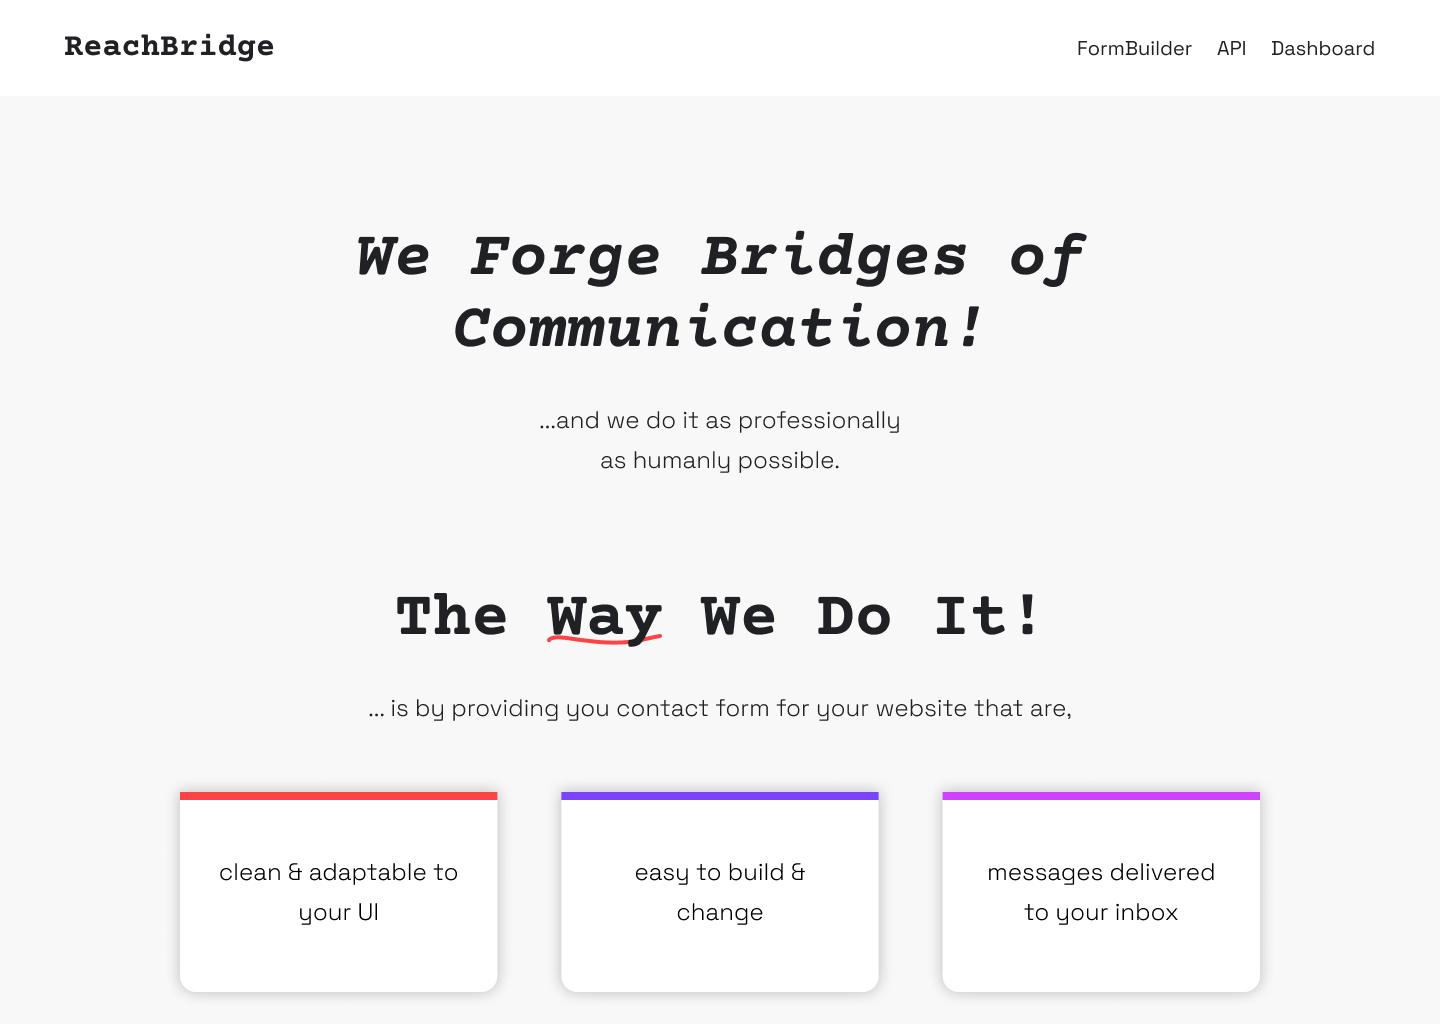 ReachBridge
FormBuilder API Dashboard
We Forge Bridges of
Communication!
...and we do it as professionally
as humanly possible.
The Way We Do It!
... is by providing you contact form for your website that are,
clean & adaptable to
your UI
easy to build &
change
messages delivered
to your inbox